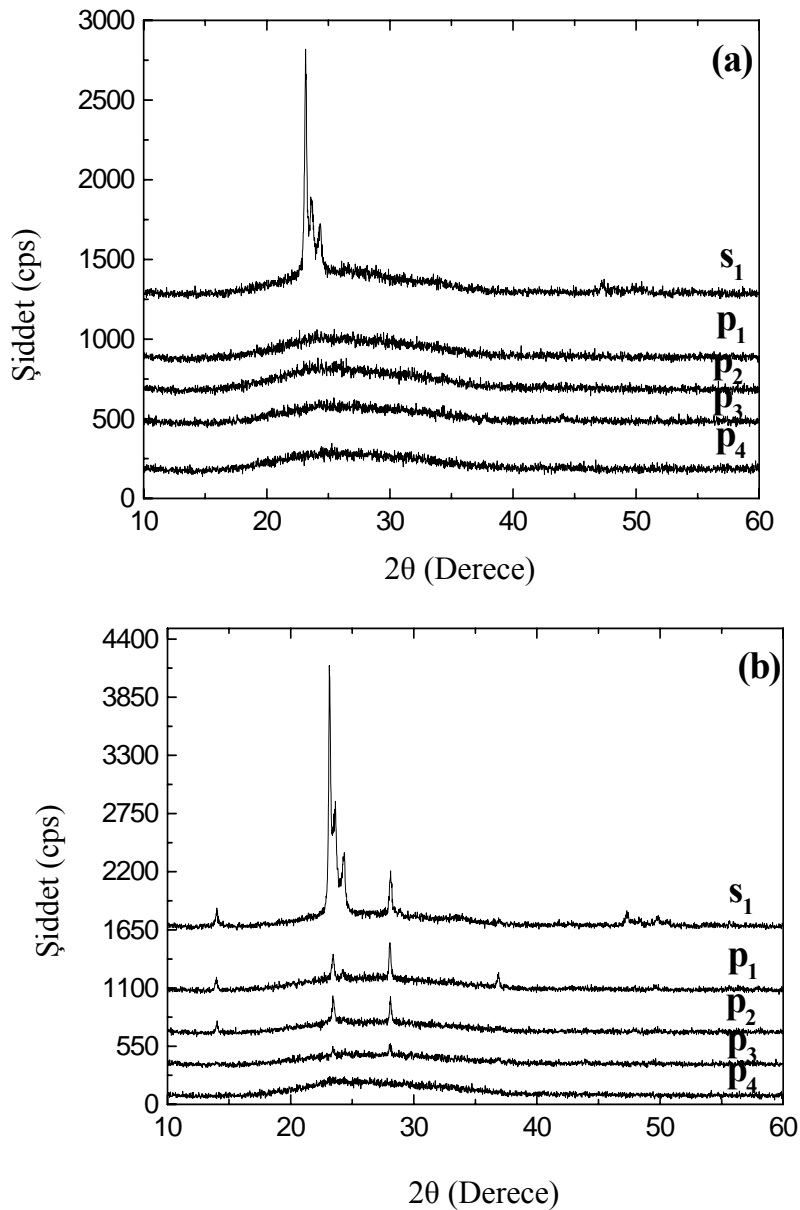 (a)
3000
2500
2000
1500
1000
500
0
Şiddet (cps)
s1
p1
p2
p3
p4
10 20 30 40 50 60
2θ (Derece)
(b)
4400
3850
3300
2750
2200
1650
1100
550
0
Şiddet (cps)
s1
p1
p2
p3
p4
10 20 30 40 50 60
2θ (Derece)